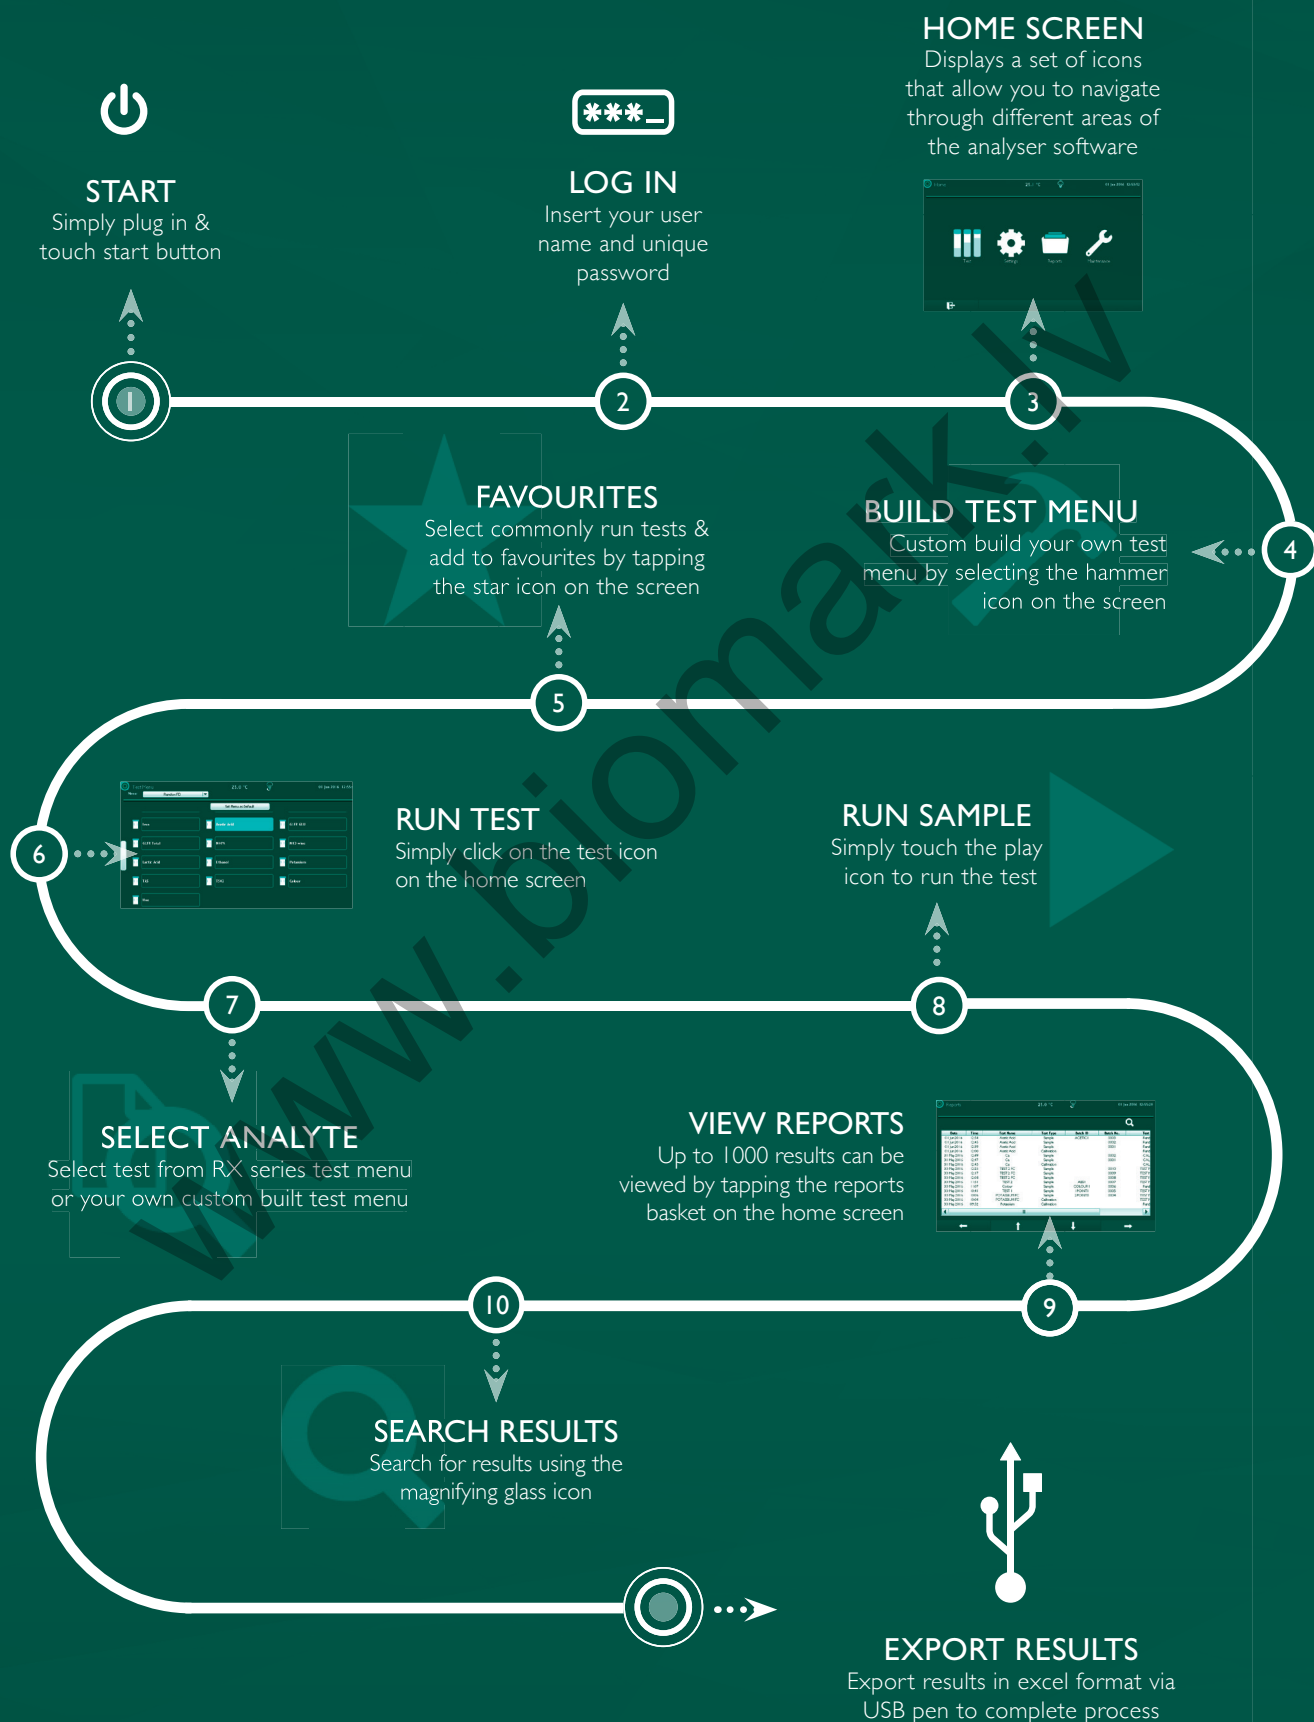 START
Simply plug in &
touch start button
***_
LOG IN
Insert your user
name and unique
password
HOME SCREEN
Displays a set of icons
that allow you to navigate
through different areas of
the analyser software
1
2
3
BUILD TEST MENU
Custom build your own test
menu by selecting the hammer
icon on the screen
4
FAVOURITES
Select commonly run tests &
add to favourites by tapping
the star icon on the screen
5
6
RUN TEST
Simply click on the test icon
on the home screen
7
SELECT ANALYTE
Select test from RX series test menu
or your own custom built test menu
RUN SAMPLE
Simply touch the play
icon to run the test
8
VIEW REPORTS
Up to 1000 results can be
viewed by tapping the reports
basket on the home screen
9
10
SEARCH RESULTS
Search for results using the
magnifying glass icon
EXPORT RESULTS
Export results in excel format via
USB pen to complete process
www.biomark.lv